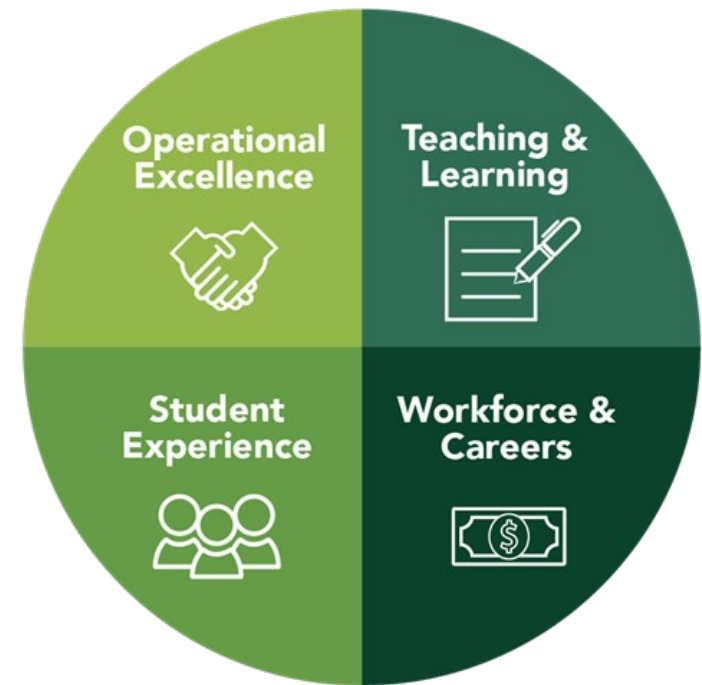 Operational
Excellence
Teaching &
Learning
$
Student
Experience
Workforce &
Careers